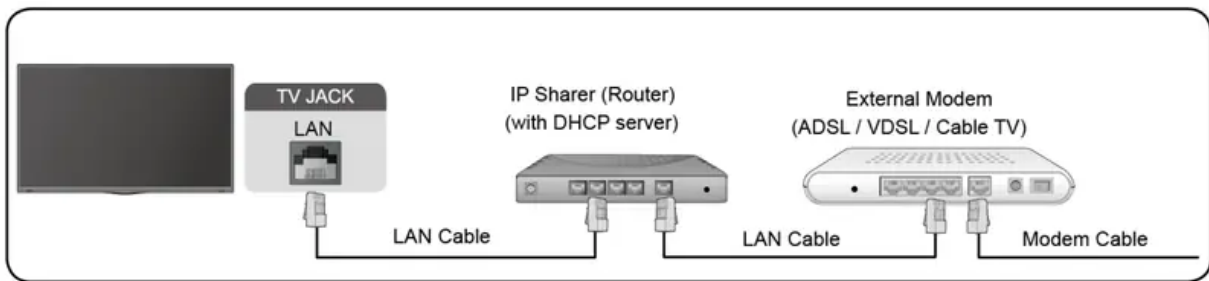 TV JACK
LAN
IP Sharer (Router)
(with DHCP server)
External Modem
(ADSL / VDSL / Cable TV)
LAN Cable
LAN Cable
Modem Cable